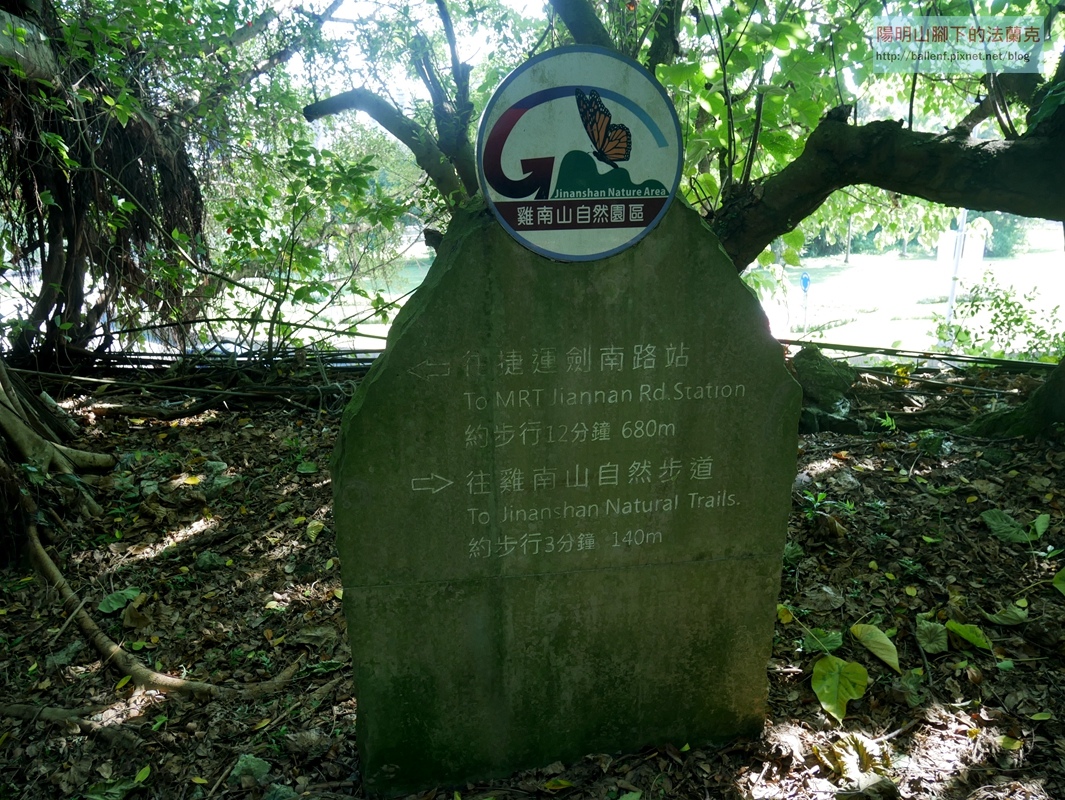 陽明山腳下的法蘭克
http://ballenf.pixnet.net/blog
GO
Jinanshan Nature Area
雞南山自然園區
往捷運劍南路站
To MRT Jiannan Rd.Station
約步行12分鐘 680m
往雞南山自然步道
To Jinanshan Natural Trails.
約步行3分鐘 140m